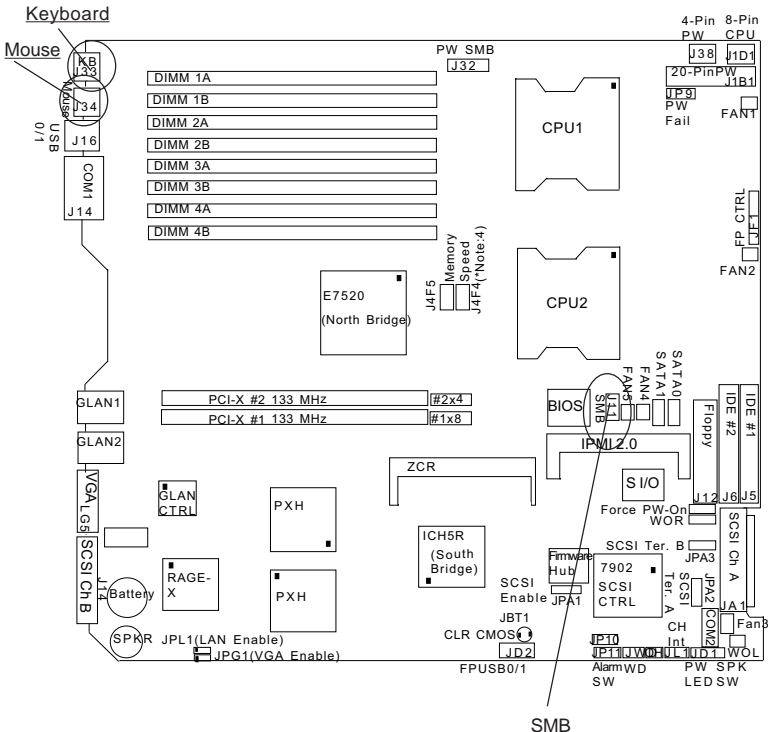 Keyboard
Mouse
KB
J33
Mouse
J34
USB
0/1
J16
COM1
J14
DIMM 1A
DIMM 1B
DIMM 2A
DIMM 2B
DIMM 3A
DIMM 3B
DIMM 4A
DIMM 4B
PW SMB
J32
4-Pin
PW
8-Pin
CPU
J38
J1D1
20-PinPW
J1B1
JP9
PW
Fail
FAN1
CPU1
FP CTRL
JF1
FAN2
CPU2
E7520
(North Bridge)
J4F5
Memory
Speed
(*Note:4)
J4F4
GLAN1
GLAN2
PCI-X #2 133 MHz
#2x4
PCI-X #1 133 MHz
#1x8
BIOS
SMB
J11
FAN5
FAN4
SATA1
SATA0
IPMI 2.0
Floppy
J12
IDE #2
J6
IDE #1
J5
ZCR
S I/O
Force PW-On
WOR
VGA
LG5
GLAN
CTRL
PXH
ICH5R
(South
Bridge)
SCSI Ter. B
JPA3
SCSI Ch A
JA1
SCSI Ch B
J14
Battery
RAGE-
X
PXH
SCSI
Enable
Firmware
Hub
JPA1
7902
SCSI
CTRL
SCSI
Ter. A
JPA2
COM2
Fan3
CH
Int
SPKR
JPL1(LAN Enable)
JPG1(VGA Enable)
JBT1
CLR CMOS
JD2
FPUSB0/1
JP10
JP11
Alarm
SW
JWD
WD
JL1
JD1
PW
LED
SPK
SW
WOL
SMB